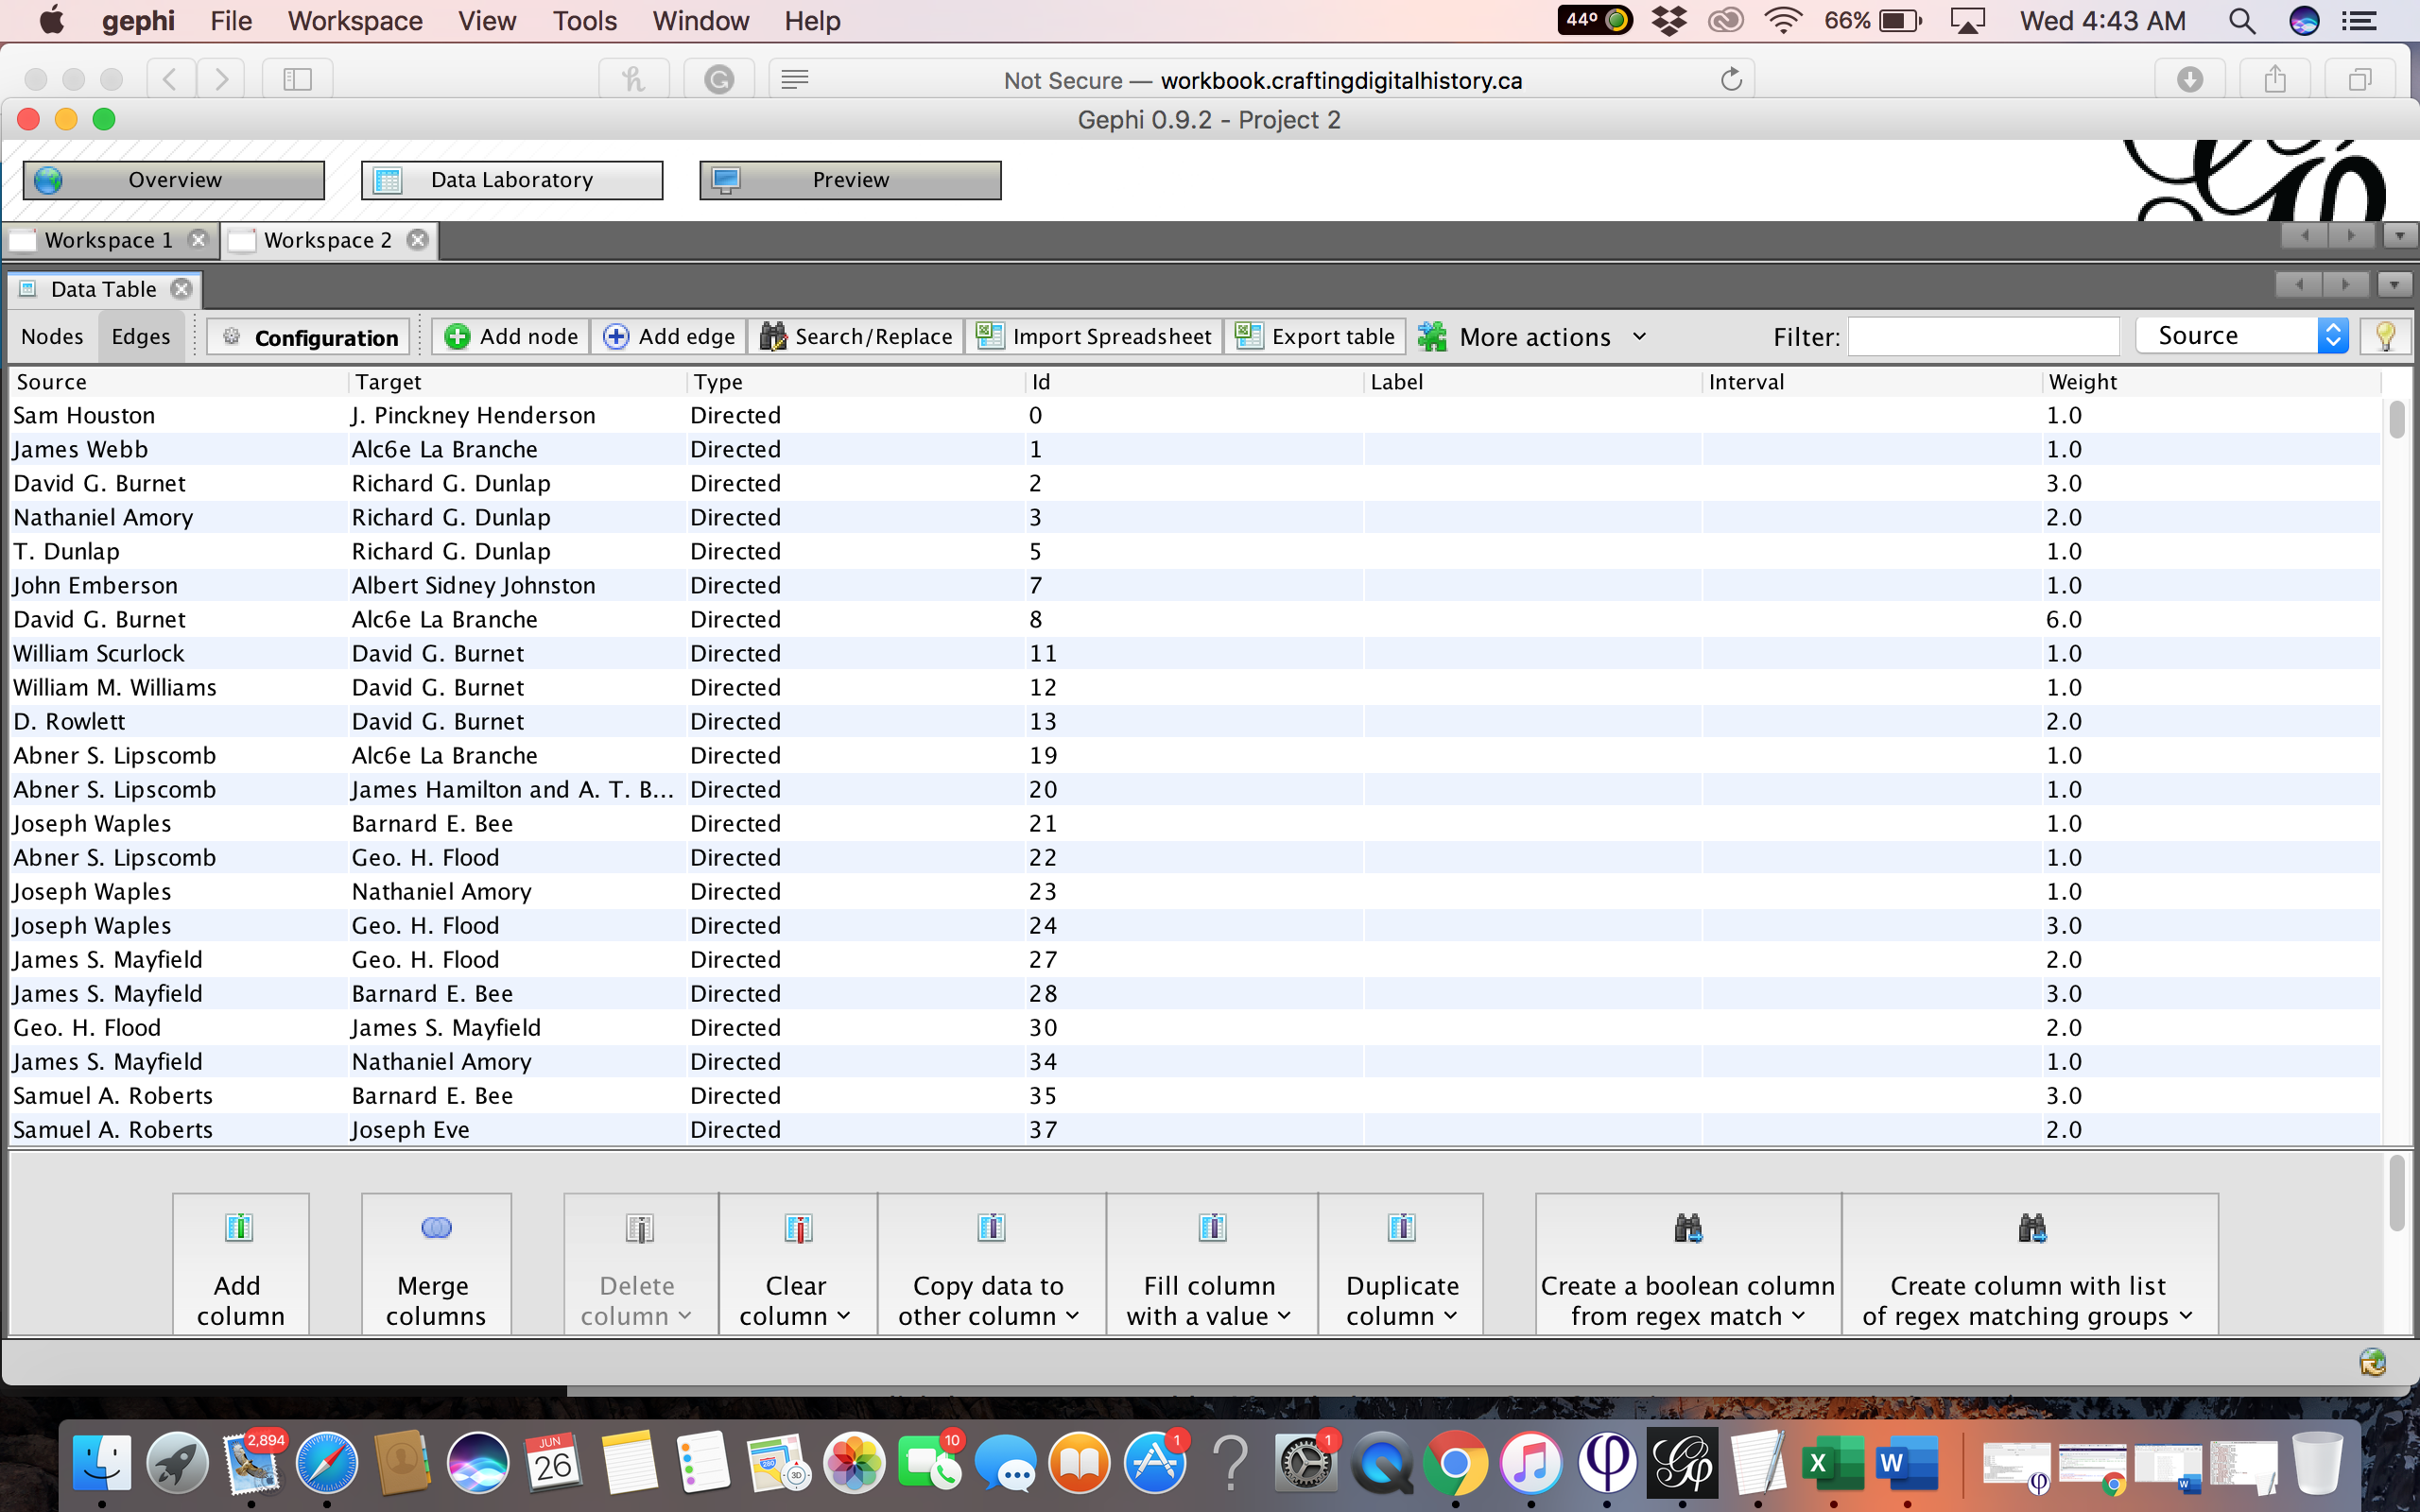 gephi File Workspace View Tools Window Help 44° 66% Wed 4:43 AM
Not Secure — workbook.craftingdigitalhistory.ca
Gephi 0.9.2 - Project 2
Overview Data Laboratory Preview
Workspace 1 Workspace 2
Data Table
Nodes Edges Configuration Add node Add edge Search/Replace Import Spreadsheet Export table More actions Filter: Source
Source Target Type Id Label Interval Weight
Sam Houston J. Pinckney Henderson Directed 0 1.0
James Webb Alc6e La Branche Directed 1 1.0
David G. Burnet Richard G. Dunlap Directed 2 3.0
Nathaniel Amory Richard G. Dunlap Directed 3 2.0
T. Dunlap Richard G. Dunlap Directed 5 1.0
John Emberson Albert Sidney Johnston Directed 7 1.0
David G. Burnet Alc6e La Branche Directed 8 6.0
William Scurlock David G. Burnet Directed 11 1.0
William M. Williams David G. Burnet Directed 12 1.0
D. Rowlett David G. Burnet Directed 13 2.0
Abner S. Lipscomb Alc6e La Branche Directed 19 1.0
Abner S. Lipscomb James Hamilton and A. T. B... Directed 20 1.0
Joseph Waples Barnard E. Bee Directed 21 1.0
Abner S. Lipscomb Geo. H. Flood Directed 22 1.0
Joseph Waples Nathaniel Amory Directed 23 1.0
Joseph Waples Geo. H. Flood Directed 24 3.0
James S. Mayfield Geo. H. Flood Directed 27 2.0
James S. Mayfield Barnard E. Bee Directed 28 3.0
Geo. H. Flood James S. Mayfield Directed 30 2.0
James S. Mayfield Nathaniel Amory Directed 34 1.0
Samuel A. Roberts Barnard E. Bee Directed 35 3.0
Samuel A. Roberts Joseph Eve Directed 37 2.0
Add column
Merge columns
Delete column
Clear column
Copy data to other column
Fill column with a value
Duplicate column
Create a boolean column from regex match
Create column with list of regex matching groups
2,894 JUN 26 10 1 1